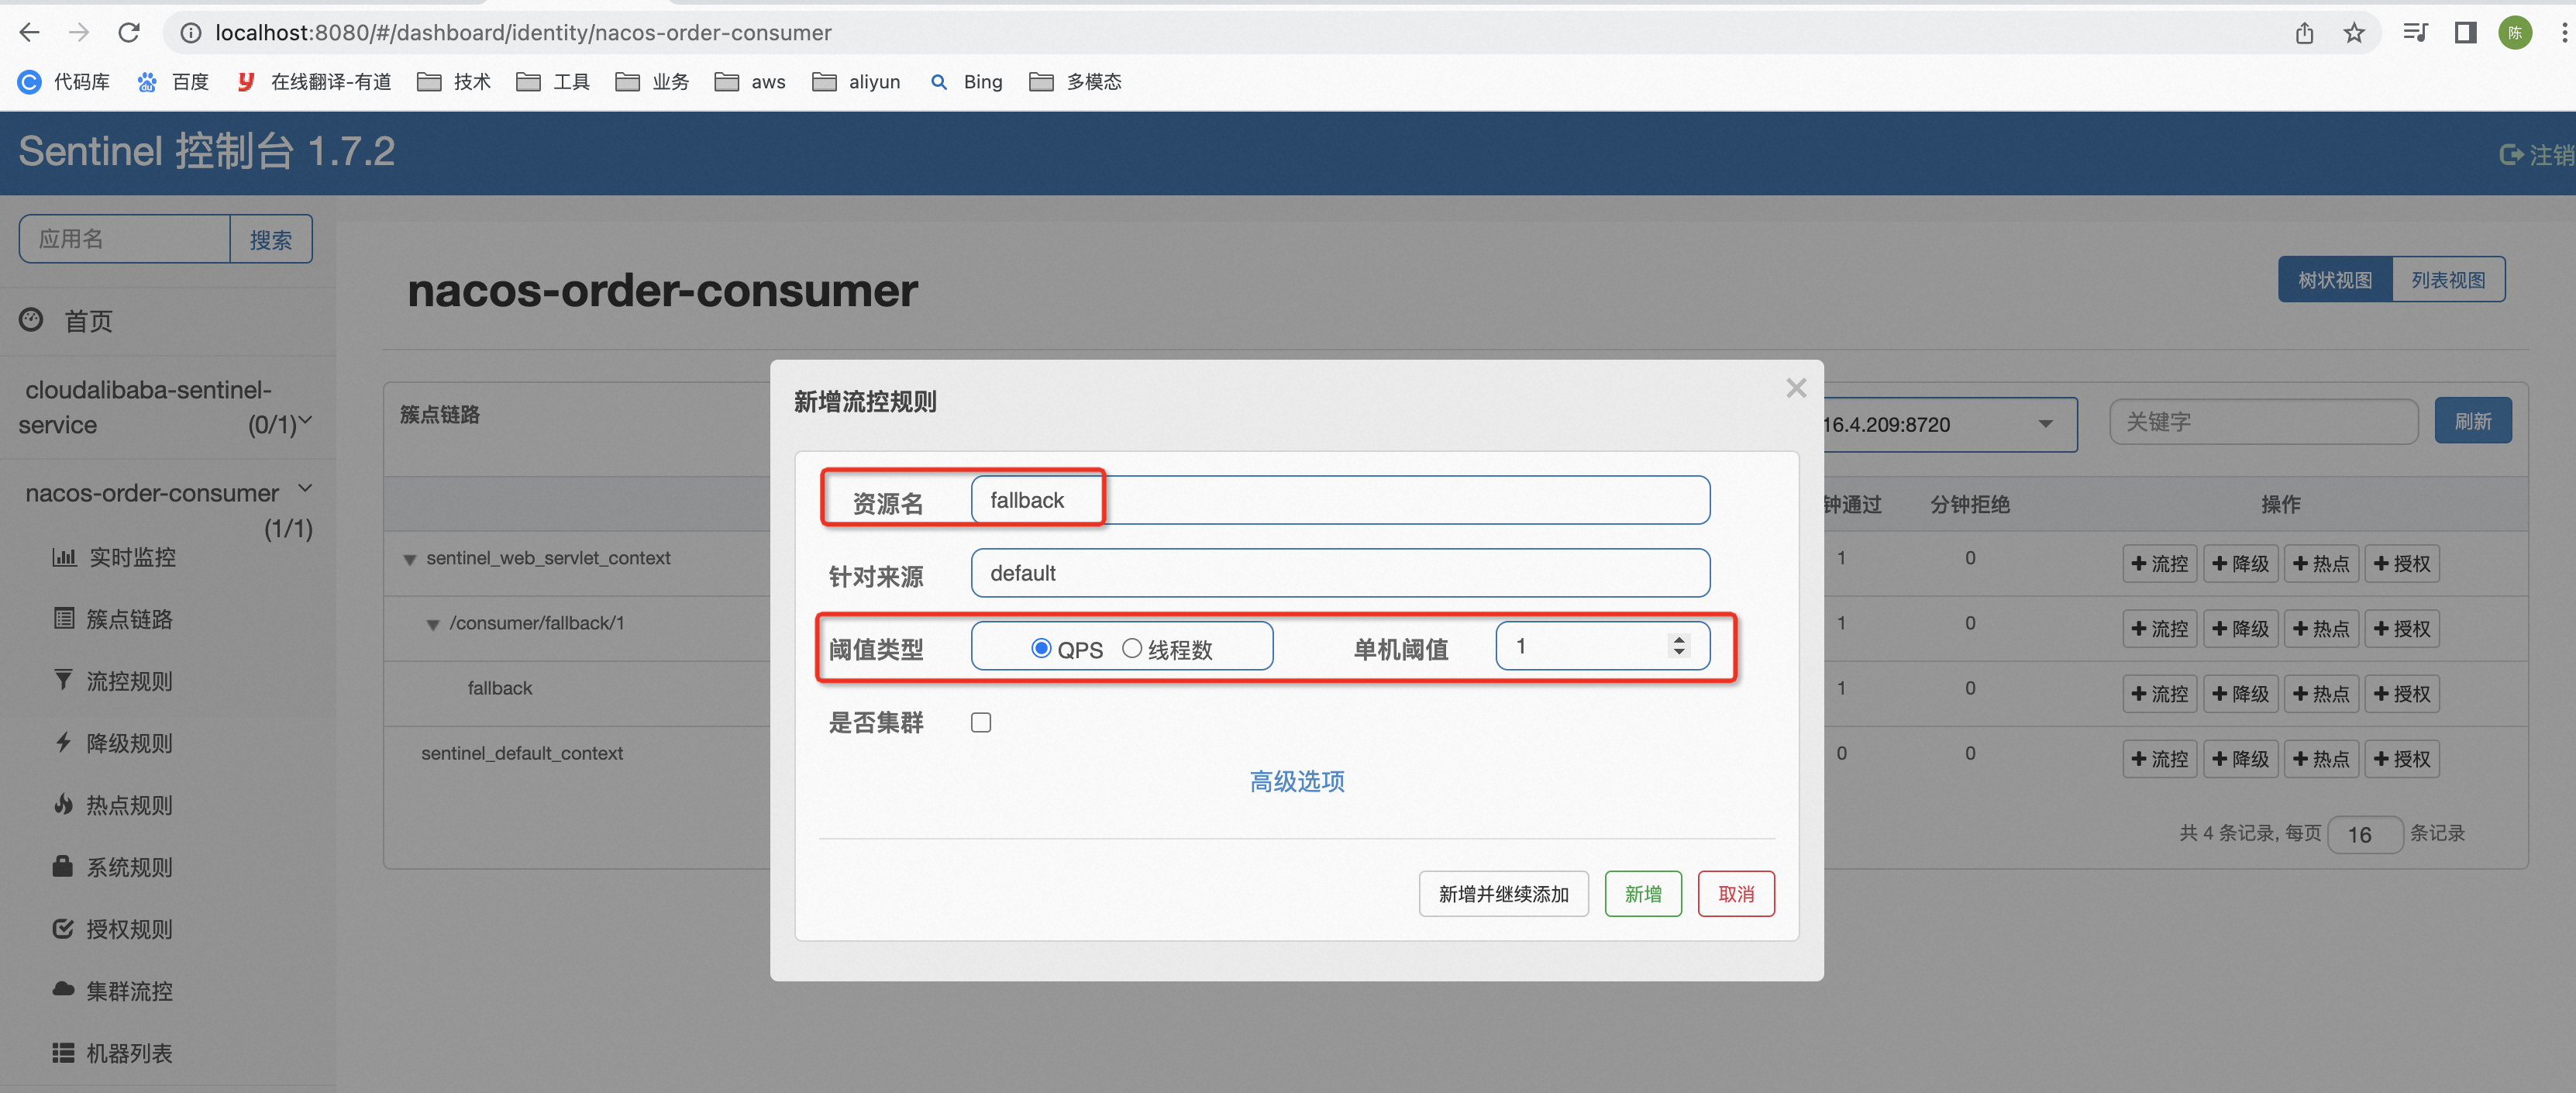 localhost:8080/#/dashboard/identity/nacos-order-consumer
陈
代码库 百度 在线翻译-有道 技术 工具 业务 aws aliyun Bing 多模态
Sentinel 控制台 1.7.2
注销
应用名 搜索
首页
cloudalibaba-sentinel-
service (0/1)
nacos-order-consumer
(1/1)
实时监控
簇点链路
流控规则
降级规则
热点规则
系统规则
授权规则
集群流控
机器列表
nacos-order-consumer
树状视图 列表视图
簇点链路
16.4.209:8720 关键字 刷新
钟通过 分钟拒绝 操作
sentinel_web_servlet_context 1 0 流控 降级 热点 授权
/consumer/fallback/1 1 0 流控 降级 热点 授权
fallback 1 0 流控 降级 热点 授权
sentinel_default_context 0 0 流控 降级 热点 授权
共 4 条记录, 每页 16 条记录
新增流控规则
资源名 fallback
针对来源 default
阈值类型 QPS 线程数 单机阈值 1
是否集群
高级选项
新增并继续添加 新增 取消